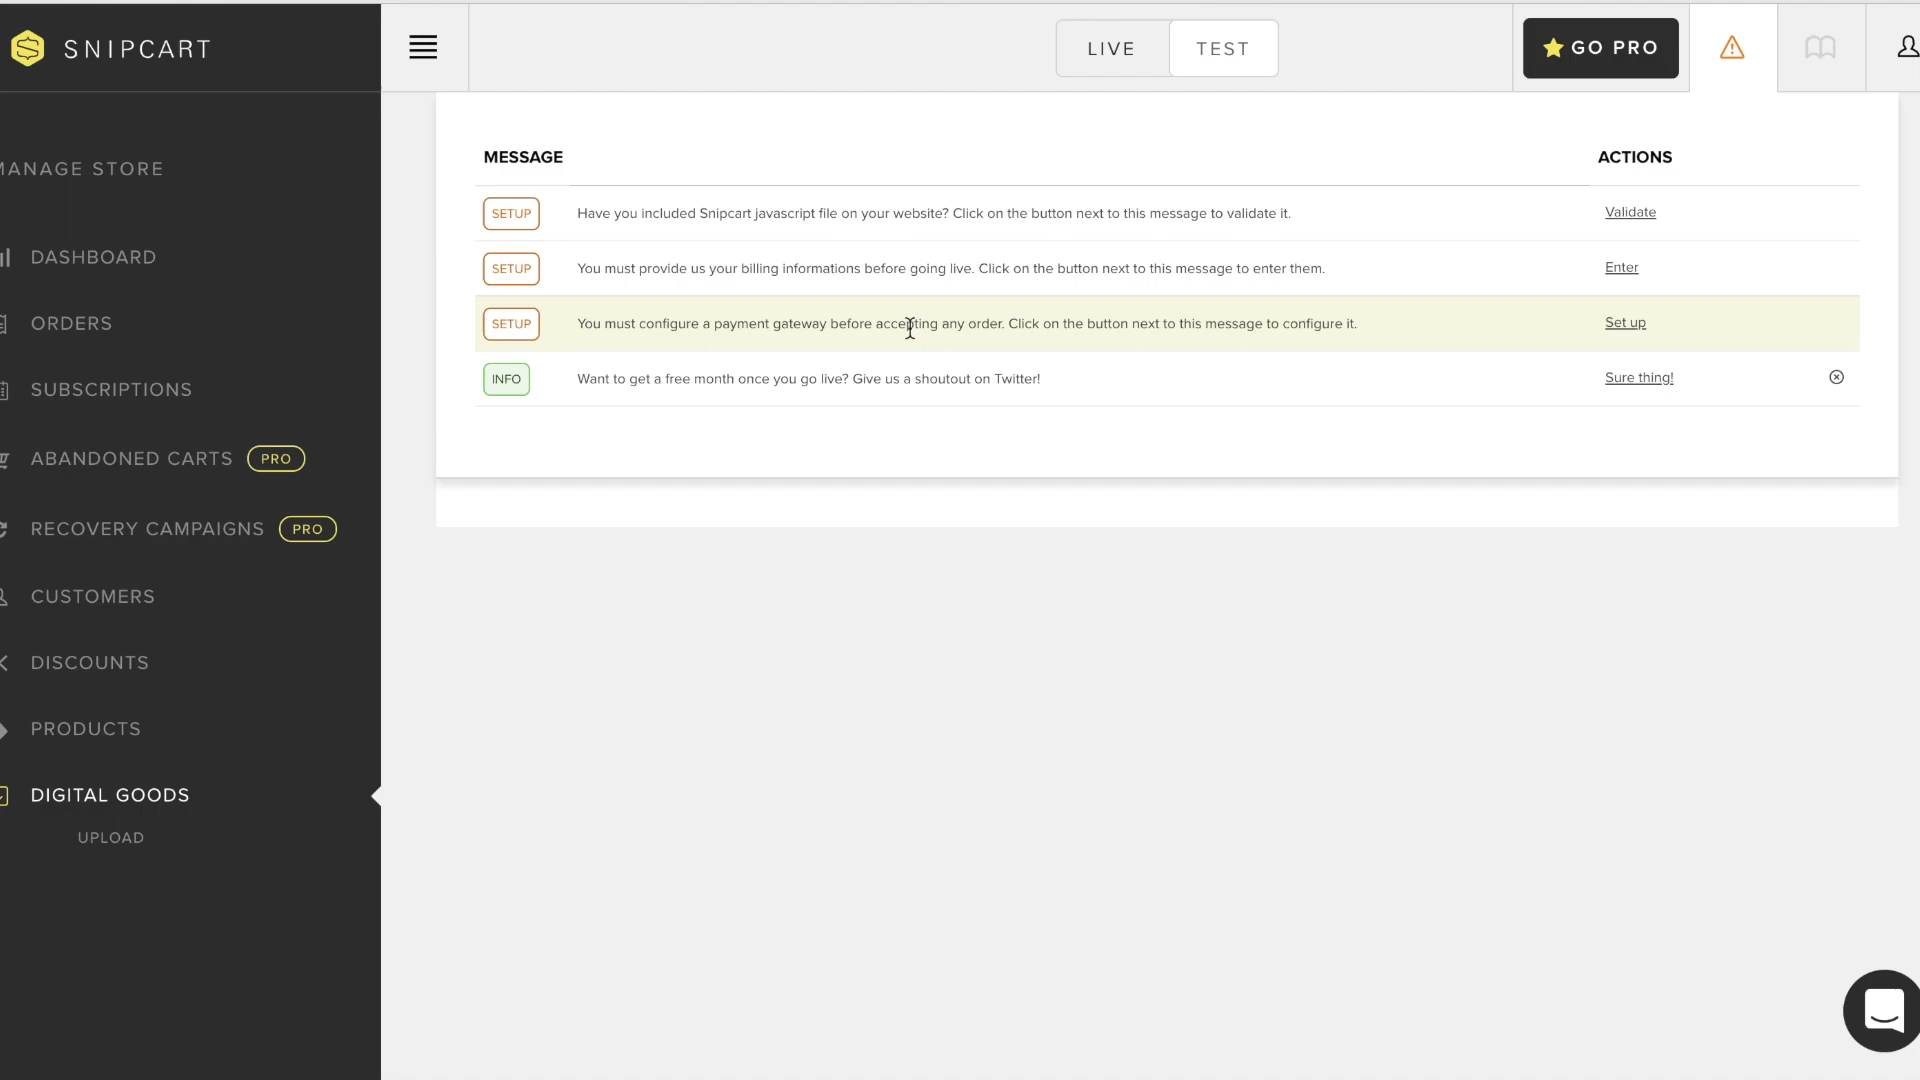 SNIPCART
LIVE
TEST
GO PRO
MANAGE STORE
DASHBOARD
ORDERS
SUBSCRIPTIONS
ABANDONED CARTS PRO
RECOVERY CAMPAIGNS PRO
CUSTOMERS
DISCOUNTS
PRODUCTS
DIGITAL GOODS
UPLOAD
MESSAGE ACTIONS
SETUP Have you included Snipcart javascript file on your website? Click on the button next to this message to validate it. Validate
SETUP You must provide us your billing informations before going live. Click on the button next to this message to enter them. Enter
SETUP You must configure a payment gateway before accepting any order. Click on the button next to this message to configure it. Set up
INFO Want to get a free month once you go live? Give us a shoutout on Twitter! Sure thing!